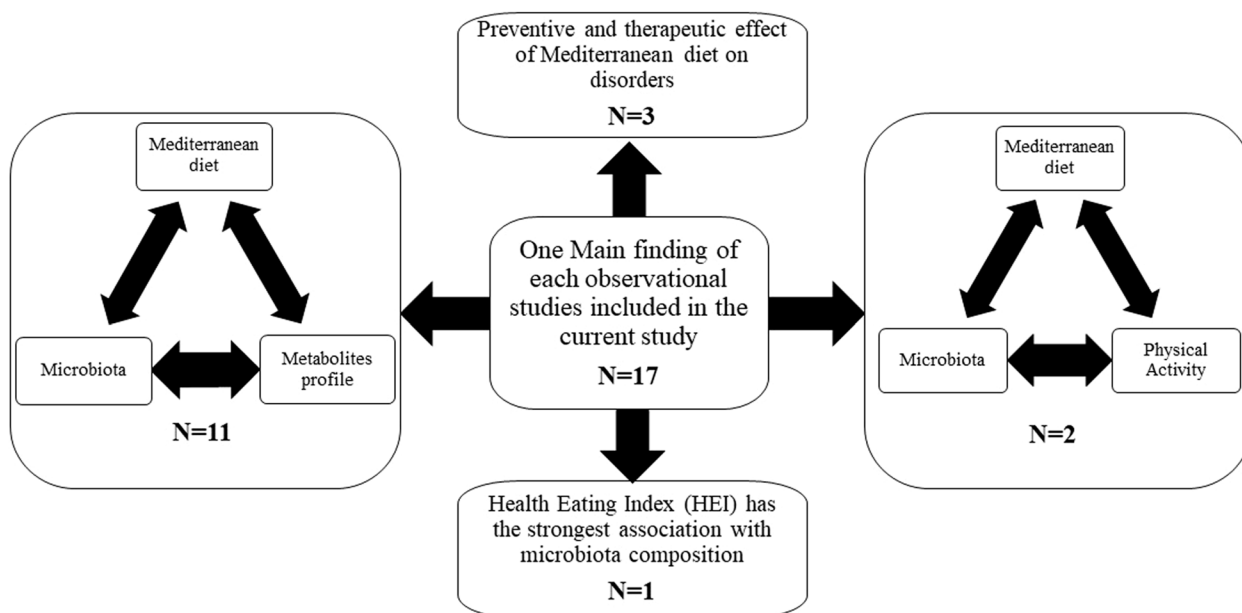 Preventive and therapeutic effect
of Mediterranean diet on
disorders
N=3
Mediterranean
diet
Microbiota
Metabolites
profile
N=11
One Main finding of
each observational
studies included in the
current study
N=17
Mediterranean
diet
Microbiota
Physical
Activity
N=2
Health Eating Index (HEI) has
the strongest association with
microbiota composition
N=1